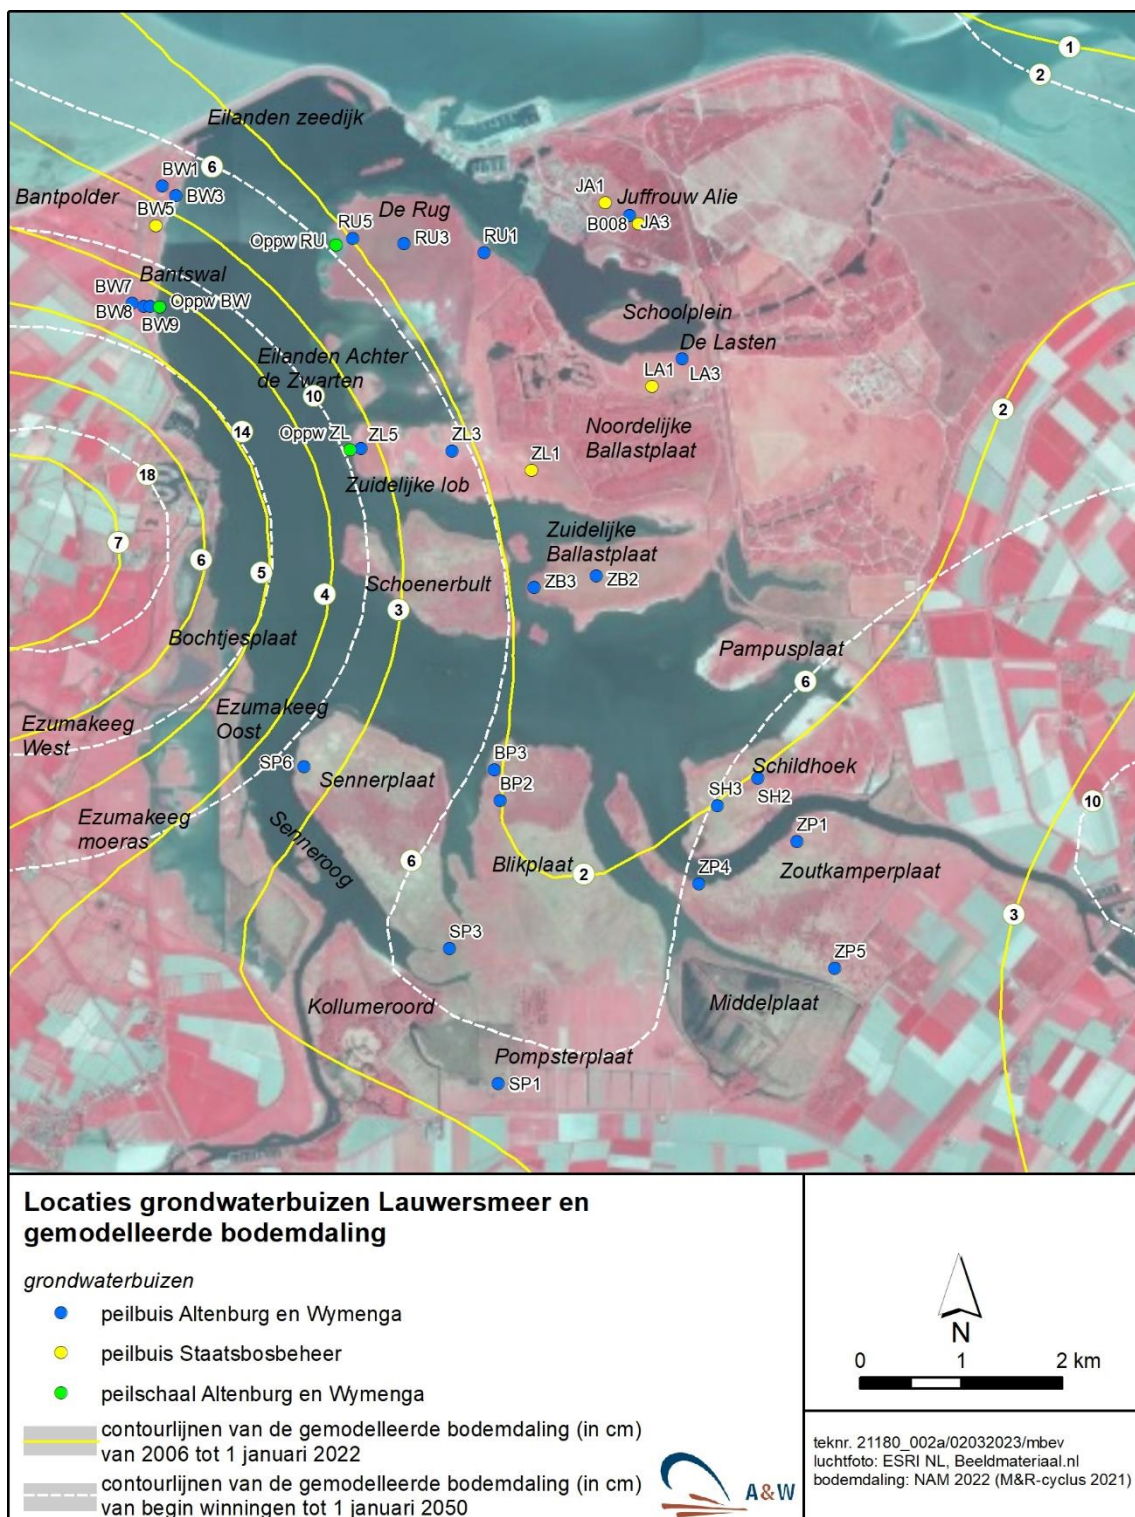 1
2
Eilanden zeedijk
6
BW1
BW3
Bantpolder
BW5
JA1
Juffrouw Alie
B008
JA3
De Rug
RU5
RU3
RU1
Oppw RU
Bantswal
BW7
Oppw BW
BW8
BW9
Schoolplein
De Lasten
LA1
LA3
Eilanden Achter
de Zwarten
10
2
14
Noordelijke
Ballastplaat
Oppw ZL
ZL5
ZL3
ZL1
18
Zuidelijke lob
7
6
5
4
3
Zuidelijke
Ballastplaat
Schoenerbult
ZB3
ZB2
Bochtjesplaat
Pampusplaat
6
Ezumakeeg
West
Ezumakeeg
Oost
SP6
Sennerplaat
BP3
BP2
Schildhoek
SH3
SH2
Ezumakeeg
moeras
Senneroog
6
Blikplaat
2
ZP1
ZP4
Zoutkamperplaat
10
3
SP3
ZP5
Kollumeroord
Middelplaat
Pompsterplaat
SP1
Locaties grondwaterbuizen Lauwersmeer en
gemodelleerde bodemdaling
grondwaterbuizen
peilbuis Altenburg en Wymenga
peilbuis Staatsbosbeheer
peilschaal Altenburg en Wymenga
contourlijnen van de gemodelleerde bodemdaling (in cm)
van 2006 tot 1 januari 2022
contourlijnen van de gemodelleerde bodemdaling (in cm)
van begin winningen tot 1 januari 2050
A&W
N
0 1 2 km
teknr. 21180_002a/02032023/mbev
luchtfoto: ESRI NL, Beeldmateriaal.nl
bodemdaling: NAM 2022 (M&R-cyclus 2021)